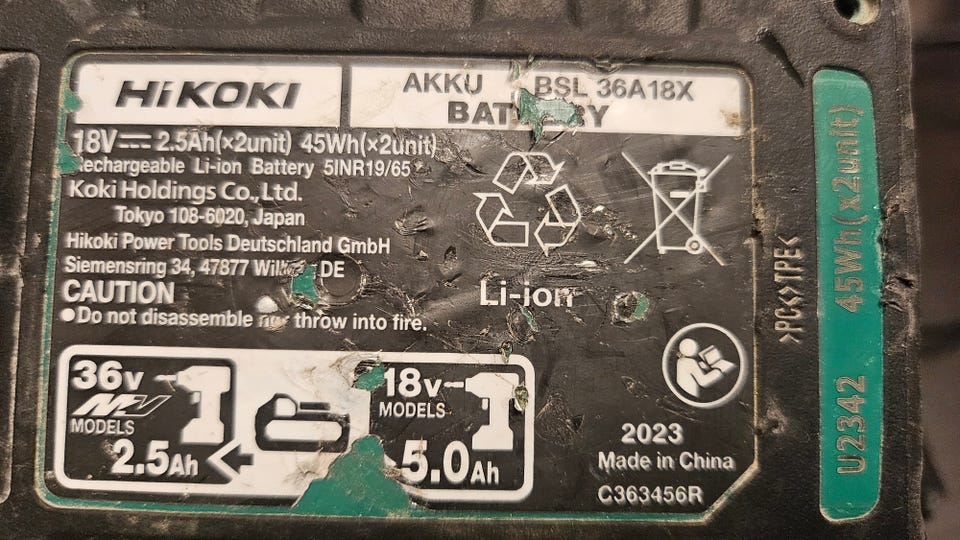 HiKOKI
AKKU BSL 36A18X
18V⎓ 2.5Ah(×2unit) 45Wh(×2unit)
Rechargeable Li-ion Battery 5INR19/65
Koki Holdings Co., Ltd.
Tokyo 108-6020, Japan
Hikoki Power Tools Deutschland GmbH
Siemensring 34, 47877 DE
CAUTION
●Do not disassemble throw into fire.
Li-ion
36V
MV
MODELS
2.5Ah
18V
MODELS
5.0Ah
2023
Made in China
C363456R
>PC<>TPE<
U2342 45Wh(×2unit)